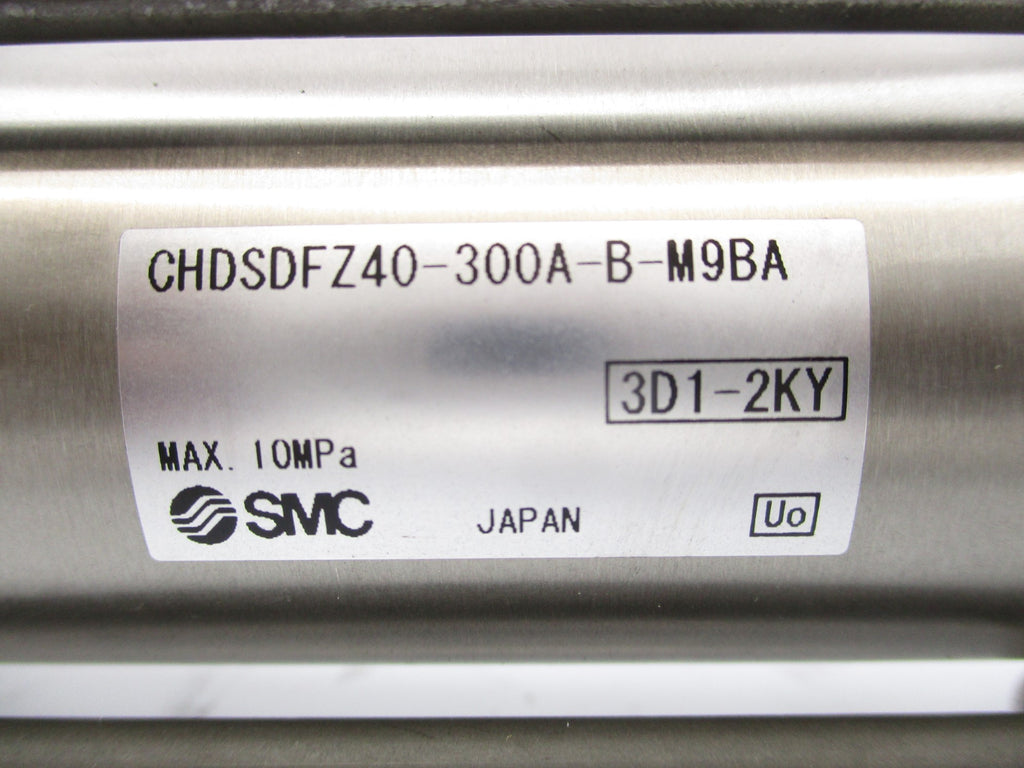 CHDSDFZ40-300A-B-M9BA
3D1-2KY
MAX. 10MPa
SMC
JAPAN
Uo